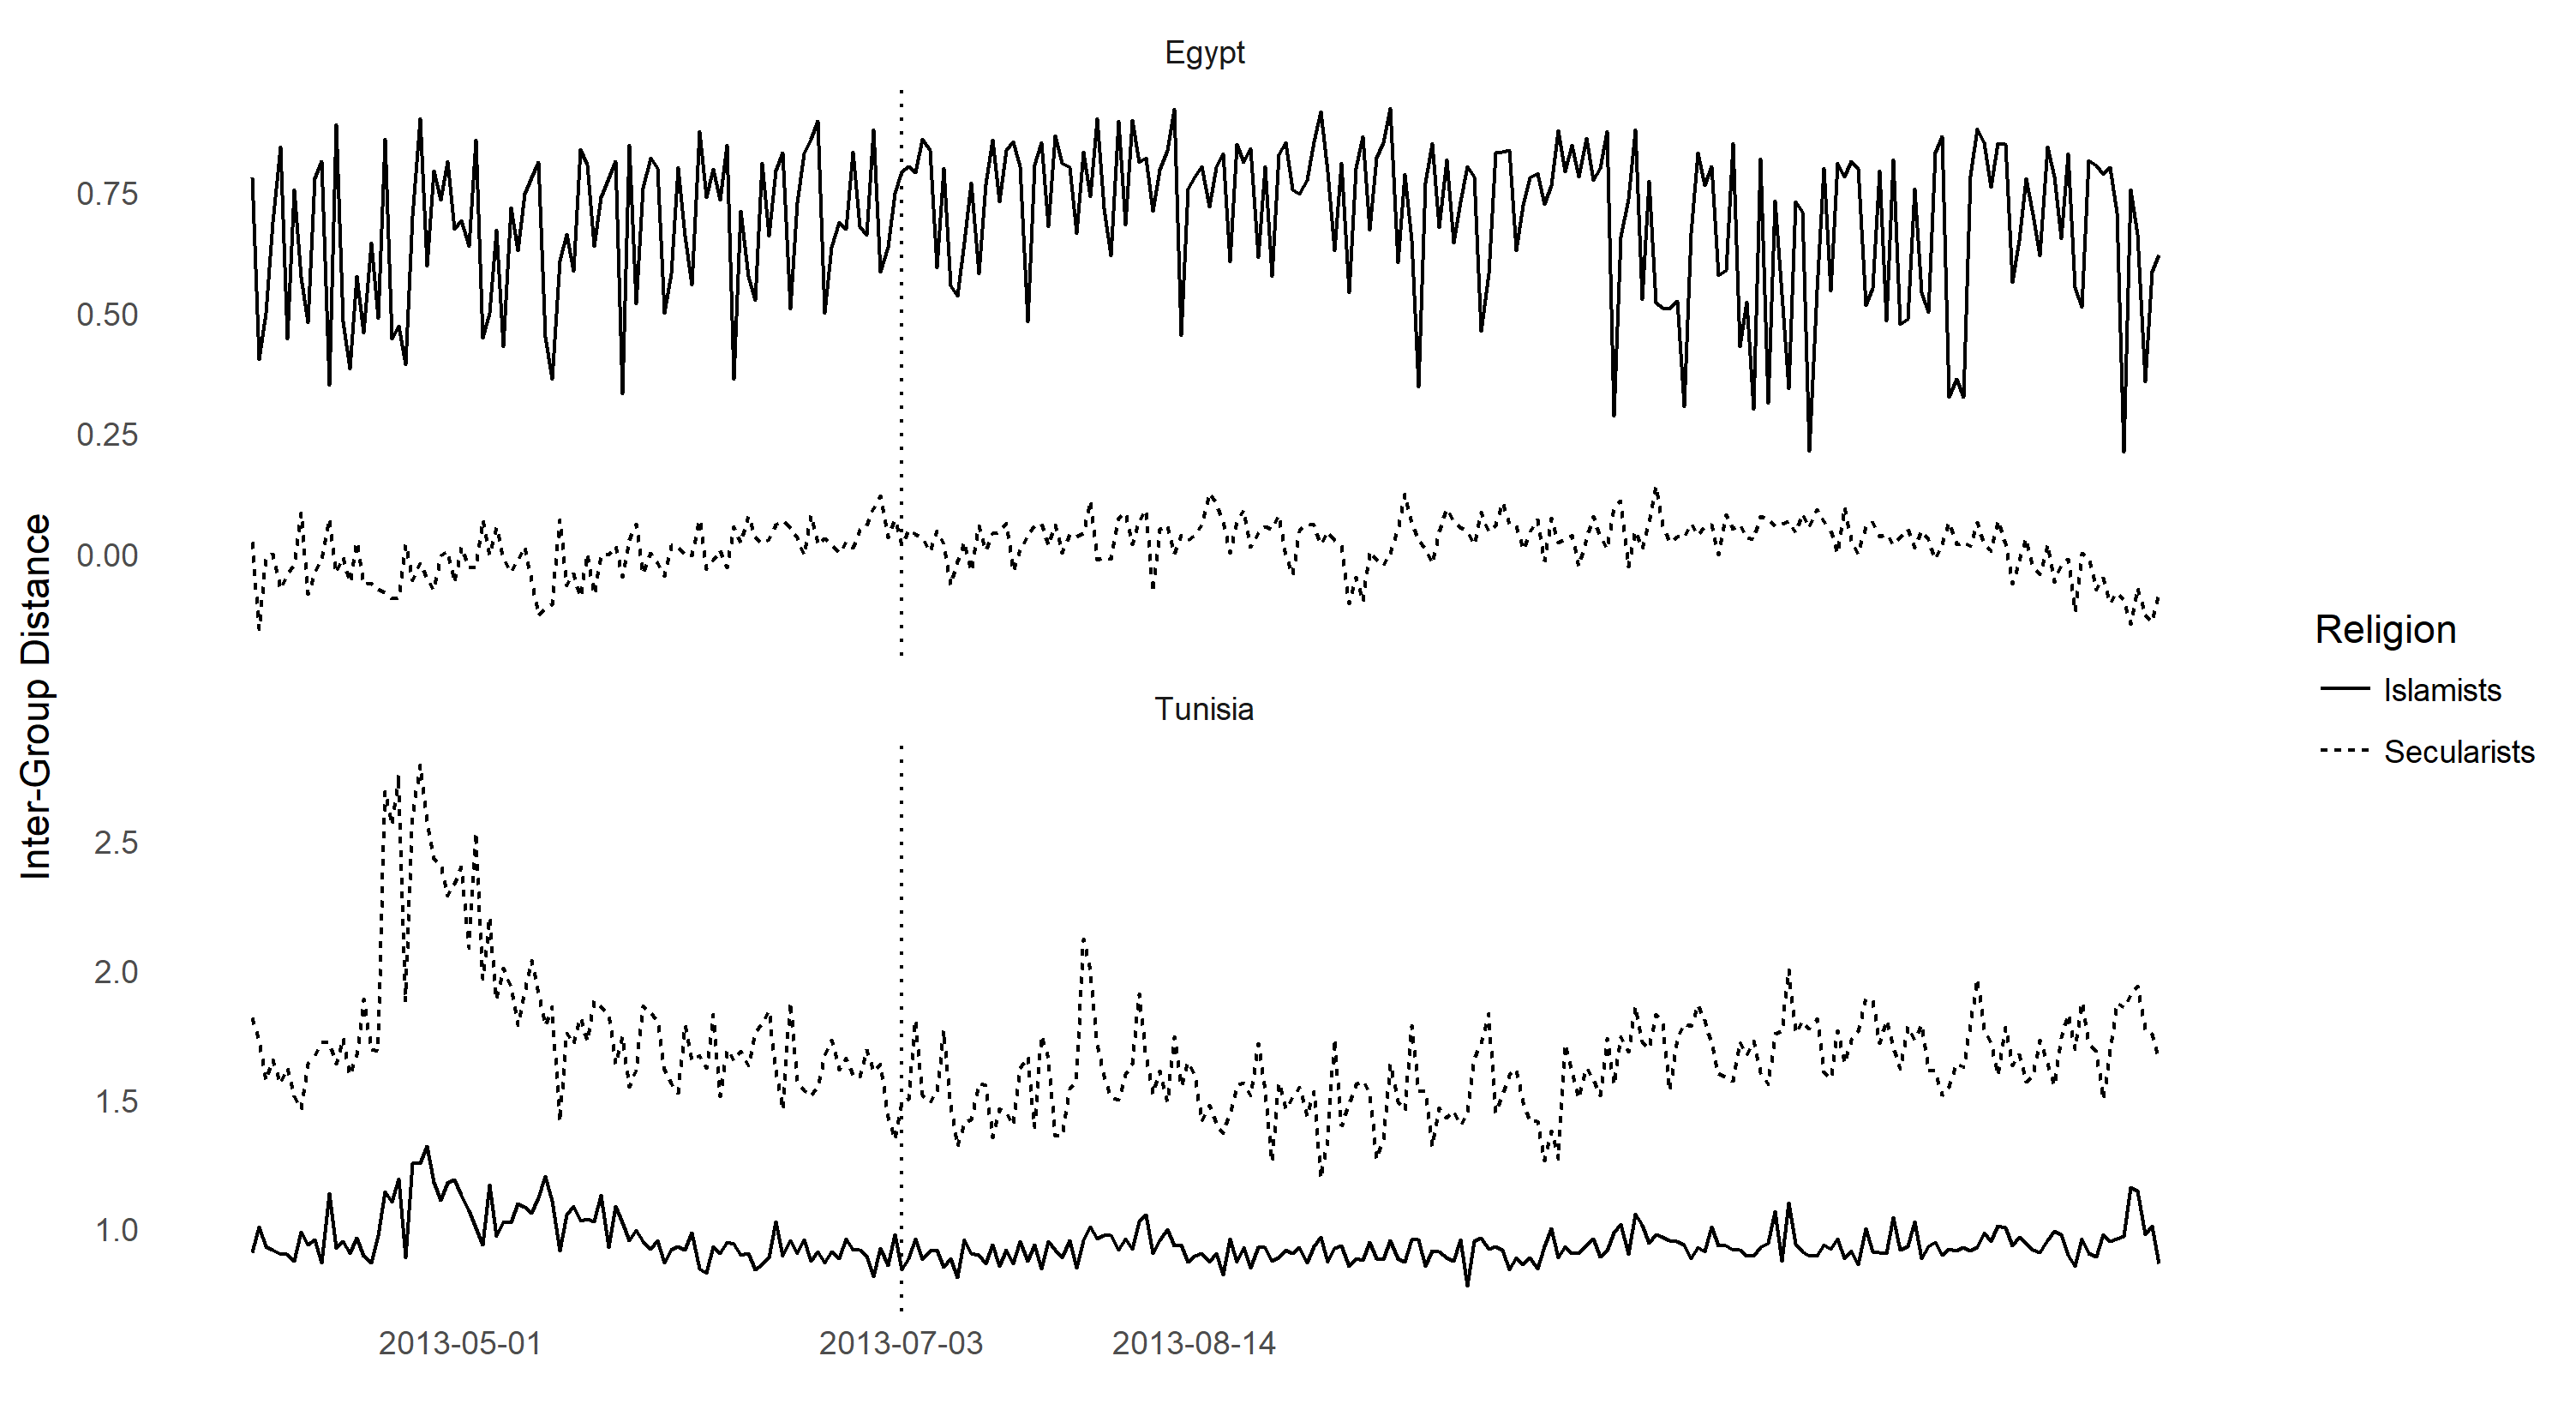 Egypt
0.75
0.50
0.25
0.00
Inter-Group Distance
Tunisia
2.5
2.0
1.5
1.0
2013-05-01
2013-07-03
2013-08-14
Religion
Islamists
Secularists